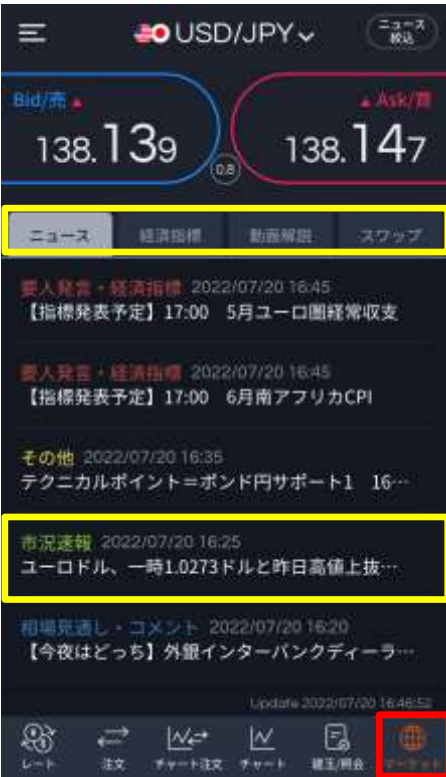 USD/JPY
ニュース
絞込
Bid/売
Ask/買
138.139
138.147
0.8
ニュース 経済指標 動画解説 スワップ
要人発言・経済指標 2022/07/20 16:45
【指標発表予定】17:00 5月ユーロ圏経常収支
要人発言・経済指標 2022/07/20 16:45
【指標発表予定】17:00 6月南アフリカCPI
その他 2022/07/20 16:35
テクニカルポイント=ポンド円サポート1 16…
市況速報 2022/07/20 16:25
ユーロドル、一時1.0273ドルと昨日高値上抜…
相場見通し・コメント 2022/07/20 16:20
【今夜はどっち】外銀インターバンクディーラ…
Update 2022/07/20 16:46:52
レート 注文 チャート注文 チャート 建玉/照会 マーケット